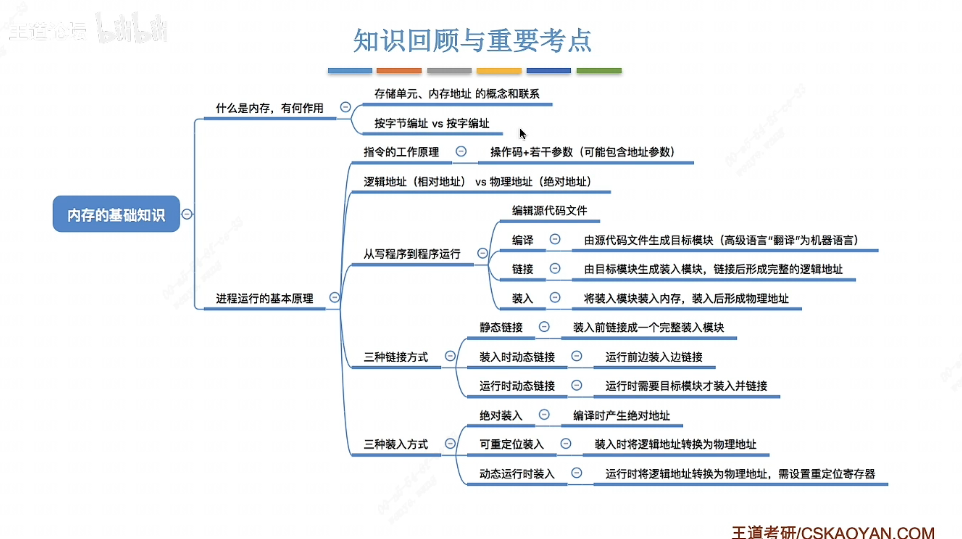 王道论坛 bilibili
知识回顾与重要考点
内存的基础知识
什么是内存，有何作用
存储单元、内存地址 的概念和联系
按字节编址 vs 按字编址
进程运行的基本原理
指令的工作原理
操作码+若干参数（可能包含地址参数）
逻辑地址（相对地址） vs 物理地址（绝对地址）
从写程序到程序运行
编辑源代码文件
编译
由源代码文件生成目标模块（高级语言“翻译”为机器语言）
链接
由目标模块生成装入模块，链接后形成完整的逻辑地址
装入
将装入模块装入内存，装入后形成物理地址
三种链接方式
静态链接
装入前链接成一个完整装入模块
装入时动态链接
运行前边装入边链接
运行时动态链接
运行时需要目标模块才装入并链接
三种装入方式
绝对装入
编译时产生绝对地址
可重定位装入
装入时将逻辑地址转换为物理地址
动态运行时装入
运行时将逻辑地址转换为物理地址，需设置重定位寄存器
王道考研/CSKAOYAN.COM